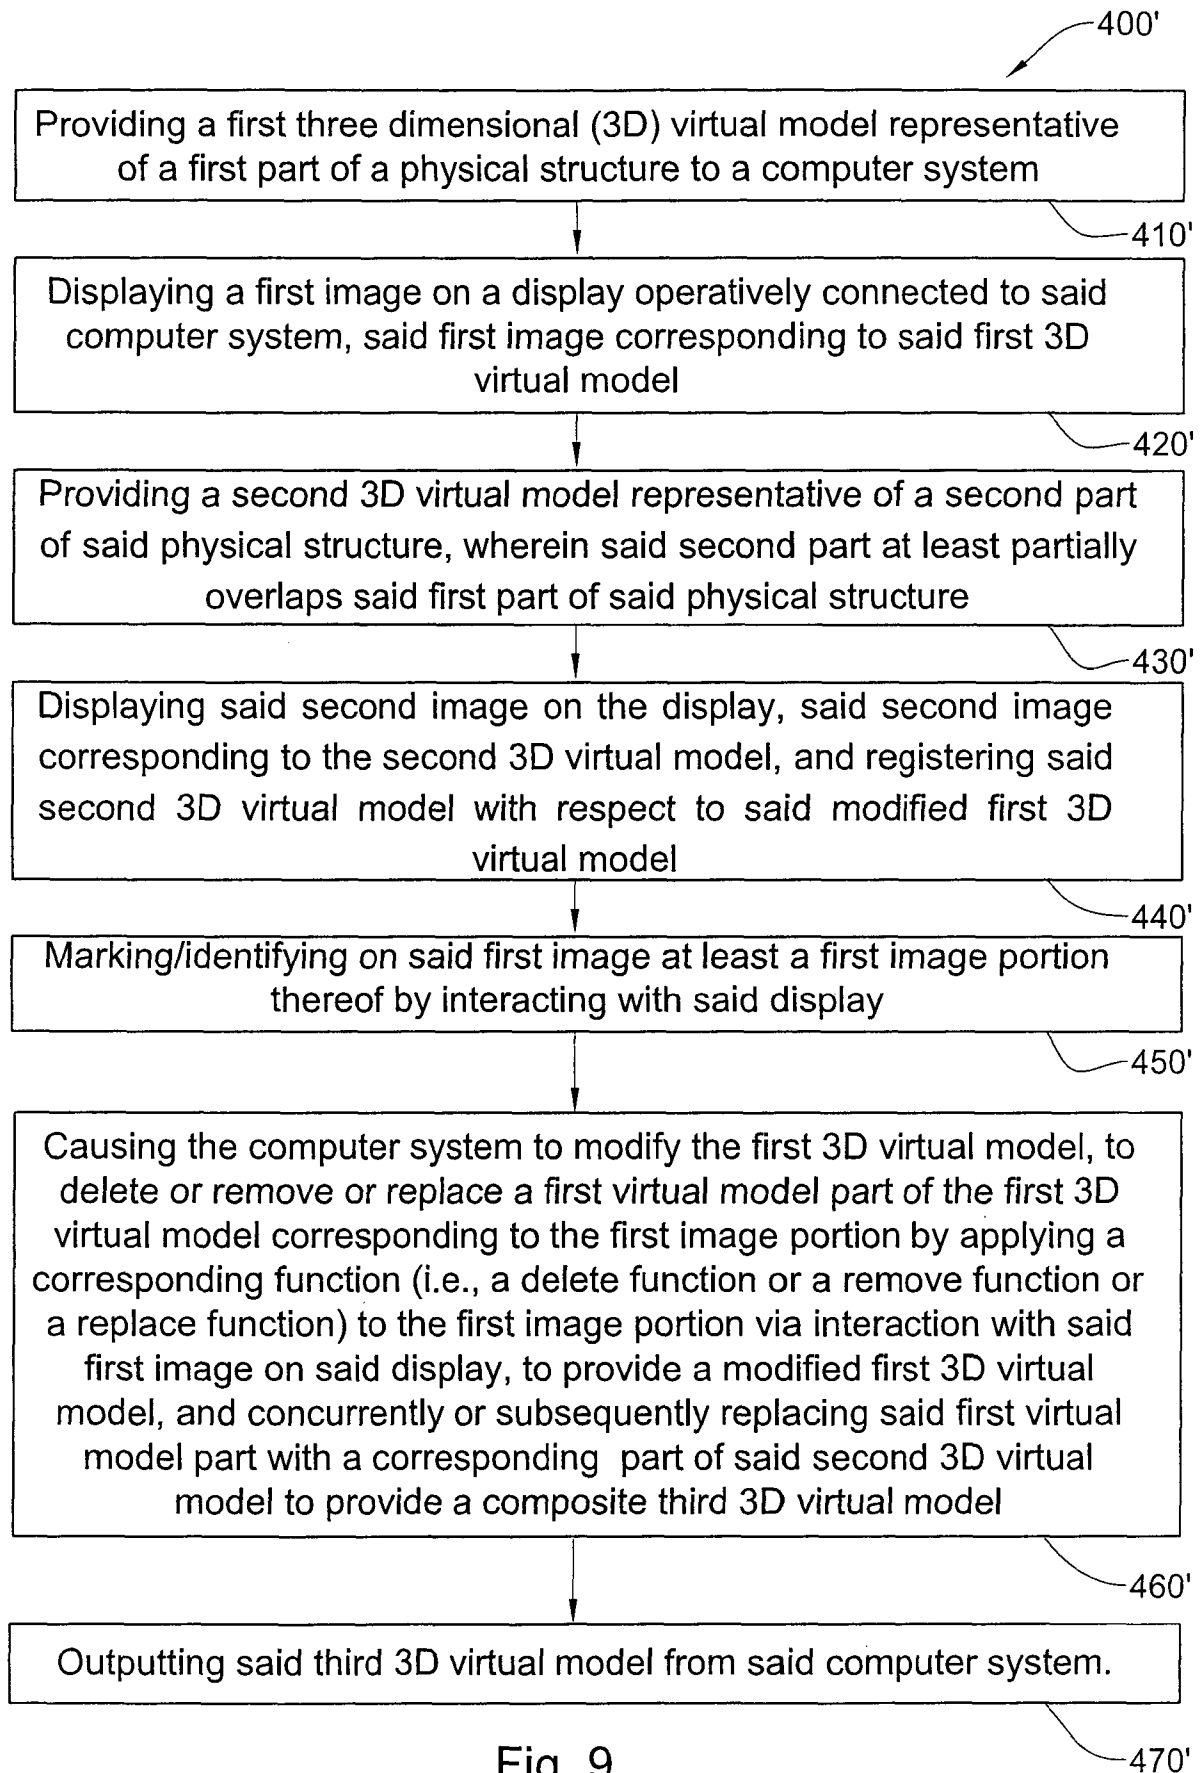 400'
Providing a first three dimensional (3D) virtual model representative
of a first part of a physical structure to a computer system
410'
Displaying a first image on a display operatively connected to said
computer system, said first image corresponding to said first 3D
virtual model
420'
Providing a second 3D virtual model representative of a second part
of said physical structure, wherein said second part at least partially
overlaps said first part of said physical structure
430'
Displaying said second image on the display, said second image
corresponding to the second 3D virtual model, and registering said
second 3D virtual model with respect to said modified first 3D
virtual model
440'
Marking/identifying on said first image at least a first image portion
thereof by interacting with said display
450'
Causing the computer system to modify the first 3D virtual model, to
delete or remove or replace a first virtual model part of the first 3D
virtual model corresponding to the first image portion by applying a
corresponding function (i.e., a delete function or a remove function or
a replace function) to the first image portion via interaction with said
first image on said display, to provide a modified first 3D virtual
model, and concurrently or subsequently replacing said first virtual
model part with a corresponding part of said second 3D virtual
model to provide a composite third 3D virtual model
460'
Outputting said third 3D virtual model from said computer system.
470'
Fig. 9